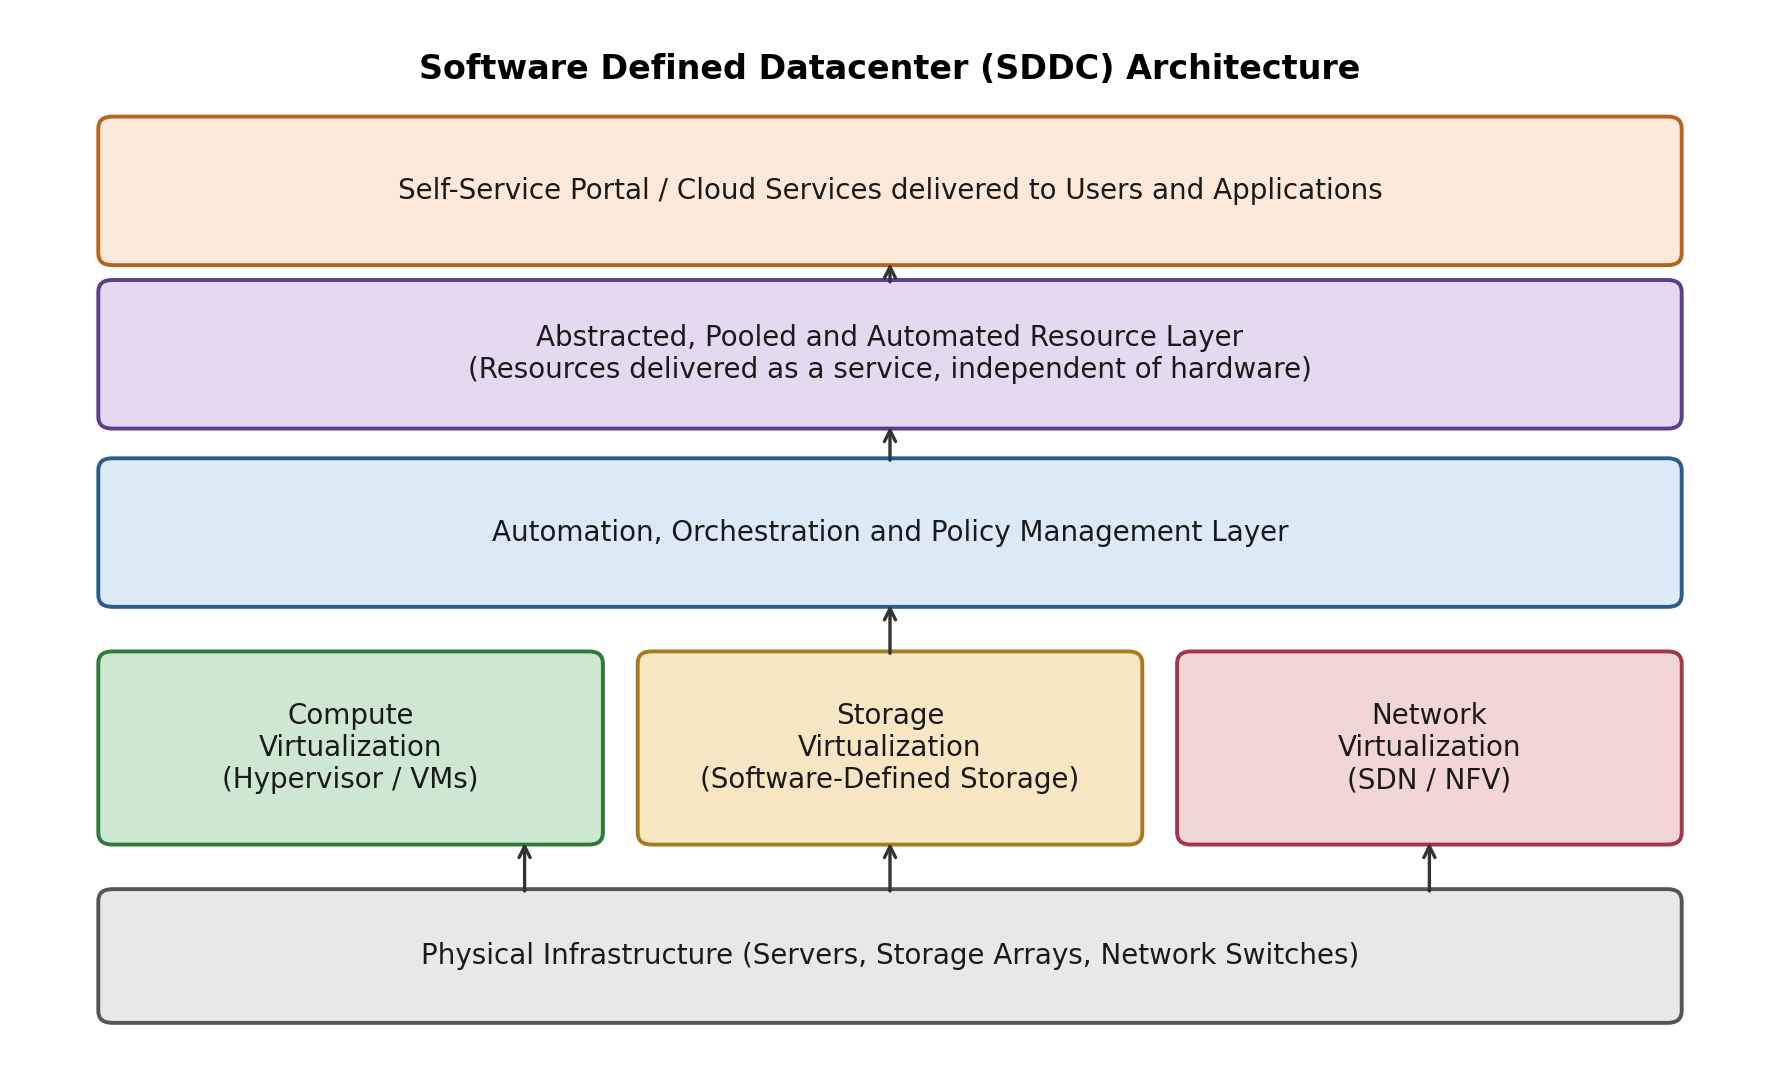 Software Defined Datacenter (SDDC) Architecture
Self-Service Portal / Cloud Services delivered to Users and Applications
Abstracted, Pooled and Automated Resource Layer
(Resources delivered as a service, independent of hardware)
Automation, Orchestration and Policy Management Layer
Compute
Virtualization
(Hypervisor / VMs)
Storage
Virtualization
(Software-Defined Storage)
Network
Virtualization
(SDN / NFV)
Physical Infrastructure (Servers, Storage Arrays, Network Switches)